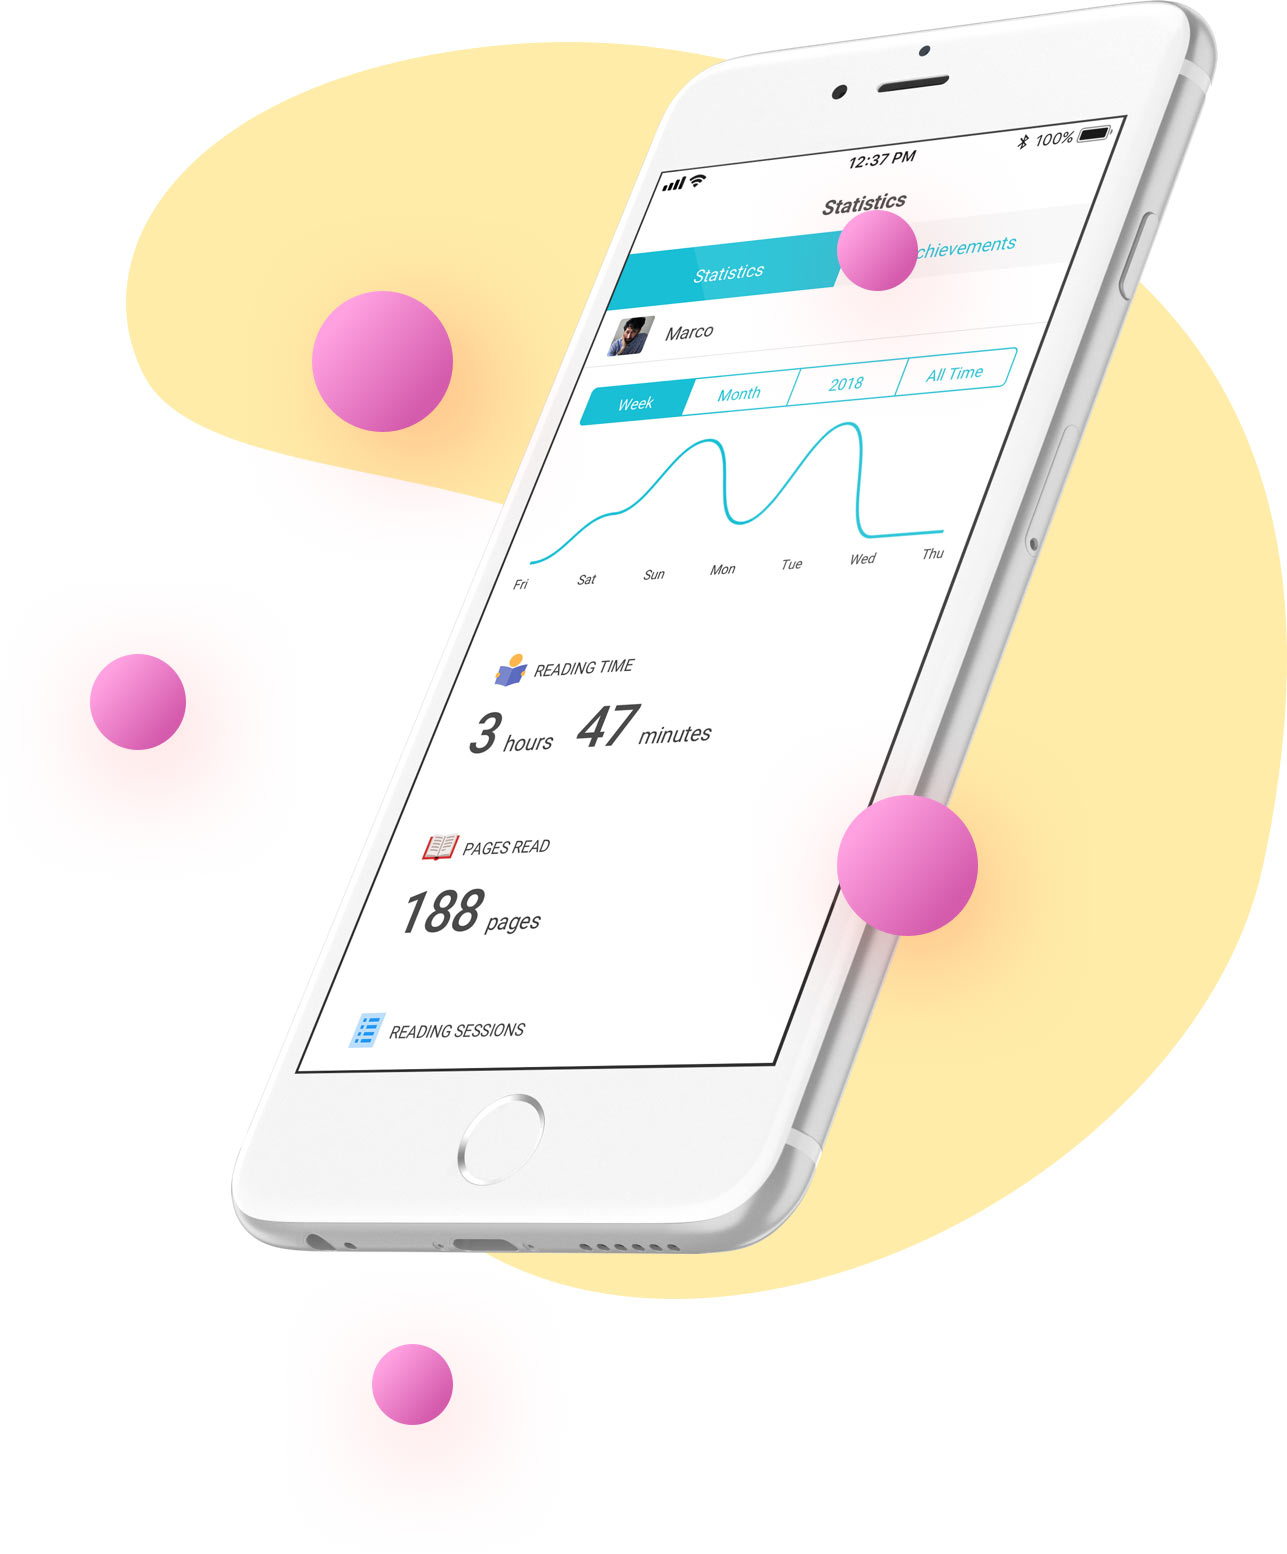 12:37 PM
100%
Statistics
Statistics
chievements
Marco
Week Month 2018 All Time
Fri Sat Sun Mon Tue Wed Thu
READING TIME
3 hours 47 minutes
PAGES READ
188 pages
READING SESSIONS